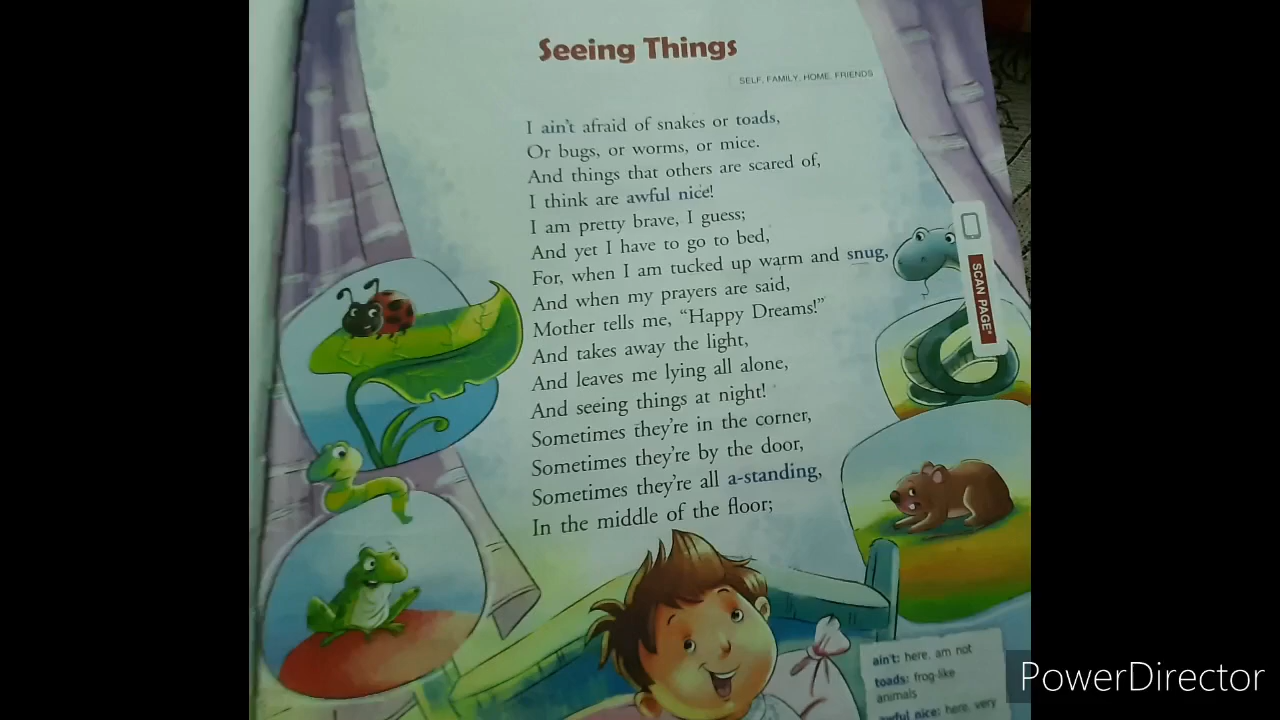 Seeing Things
SELF, FAMILY, HOME, FRIENDS
I ain't afraid of snakes or toads,
Or bugs, or worms, or mice.
And things that others are scared of,
I think are awful nice!
I am pretty brave, I guess;
And yet I have to go to bed,
For, when I am tucked up warm and snug,
And when my prayers are said,
Mother tells me, “Happy Dreams!”
And takes away the light,
And leaves me lying all alone,
And seeing things at night!
Sometimes they're in the corner,
Sometimes they're by the door,
Sometimes they're all a-standing,
In the middle of the floor;
SCAN PAGE*
ain't: here, am not
toads: frog-like
animals
awful nice: here, very
PowerDirector